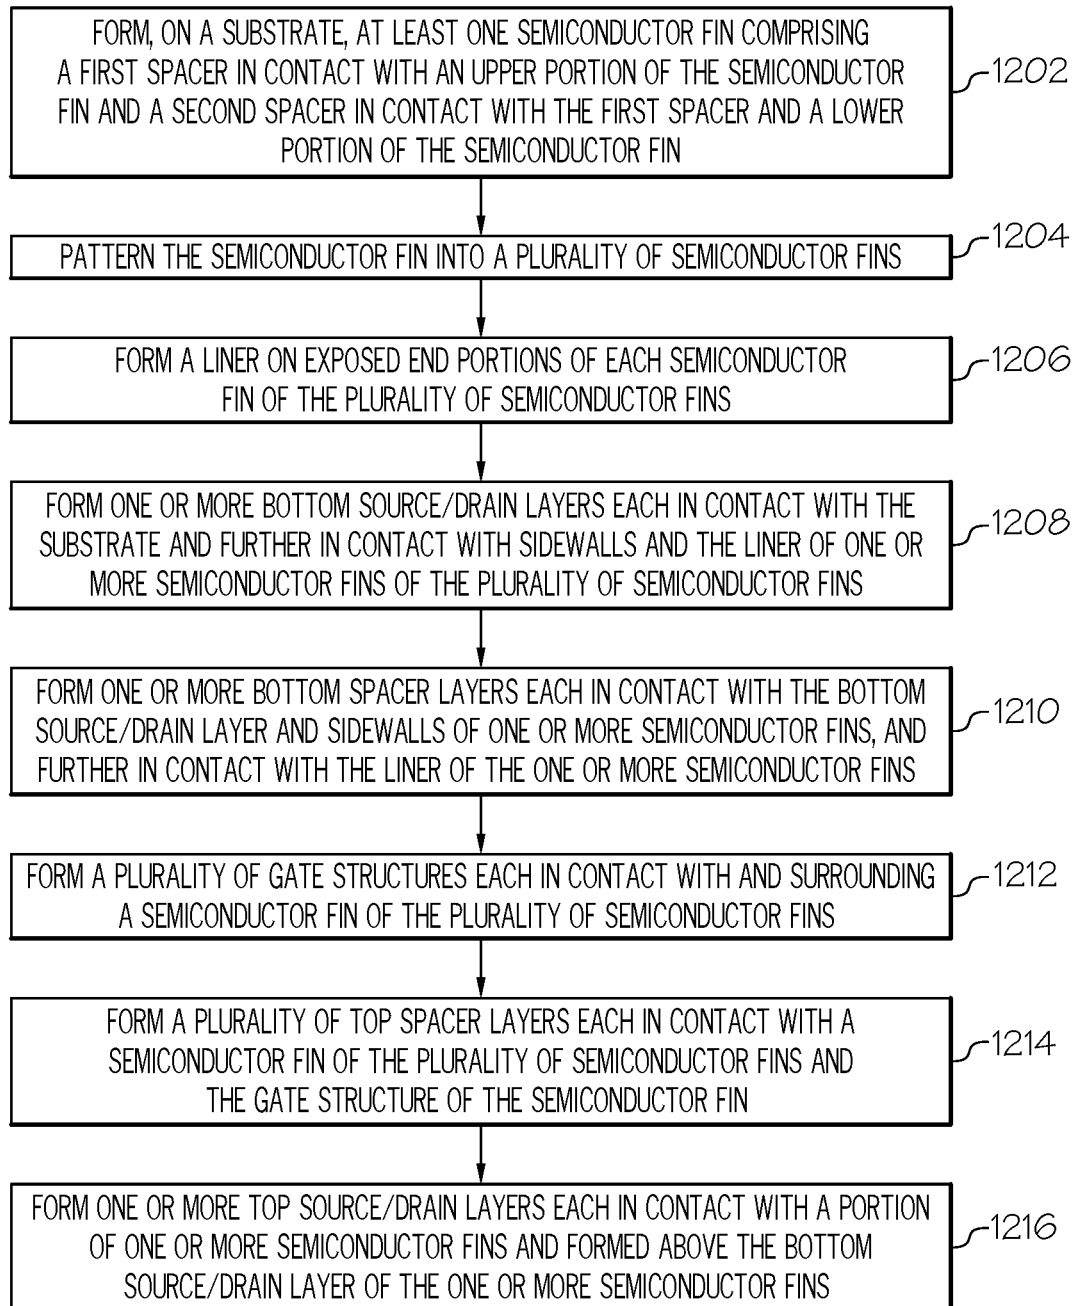 FORM, ON A SUBSTRATE, AT LEAST ONE SEMICONDUCTOR FIN COMPRISING
A FIRST SPACER IN CONTACT WITH AN UPPER PORTION OF THE SEMICONDUCTOR
FIN AND A SECOND SPACER IN CONTACT WITH THE FIRST SPACER AND A LOWER
PORTION OF THE SEMICONDUCTOR FIN
1202
PATTERN THE SEMICONDUCTOR FIN INTO A PLURALITY OF SEMICONDUCTOR FINS
1204
FORM A LINER ON EXPOSED END PORTIONS OF EACH SEMICONDUCTOR
FIN OF THE PLURALITY OF SEMICONDUCTOR FINS
1206
FORM ONE OR MORE BOTTOM SOURCE/DRAIN LAYERS EACH IN CONTACT WITH THE
SUBSTRATE AND FURTHER IN CONTACT WITH SIDEWALLS AND THE LINER OF ONE OR
MORE SEMICONDUCTOR FINS OF THE PLURALITY OF SEMICONDUCTOR FINS
1208
FORM ONE OR MORE BOTTOM SPACER LAYERS EACH IN CONTACT WITH THE BOTTOM
SOURCE/DRAIN LAYER AND SIDEWALLS OF ONE OR MORE SEMICONDUCTOR FINS, AND
FURTHER IN CONTACT WITH THE LINER OF THE ONE OR MORE SEMICONDUCTOR FINS
1210
FORM A PLURALITY OF GATE STRUCTURES EACH IN CONTACT WITH AND SURROUNDING
A SEMICONDUCTOR FIN OF THE PLURALITY OF SEMICONDUCTOR FINS
1212
FORM A PLURALITY OF TOP SPACER LAYERS EACH IN CONTACT WITH A
SEMICONDUCTOR FIN OF THE PLURALITY OF SEMICONDUCTOR FINS AND
THE GATE STRUCTURE OF THE SEMICONDUCTOR FIN
1214
FORM ONE OR MORE TOP SOURCE/DRAIN LAYERS EACH IN CONTACT WITH A PORTION
OF ONE OR MORE SEMICONDUCTOR FINS AND FORMED ABOVE THE BOTTOM
SOURCE/DRAIN LAYER OF THE ONE OR MORE SEMICONDUCTOR FINS
1216